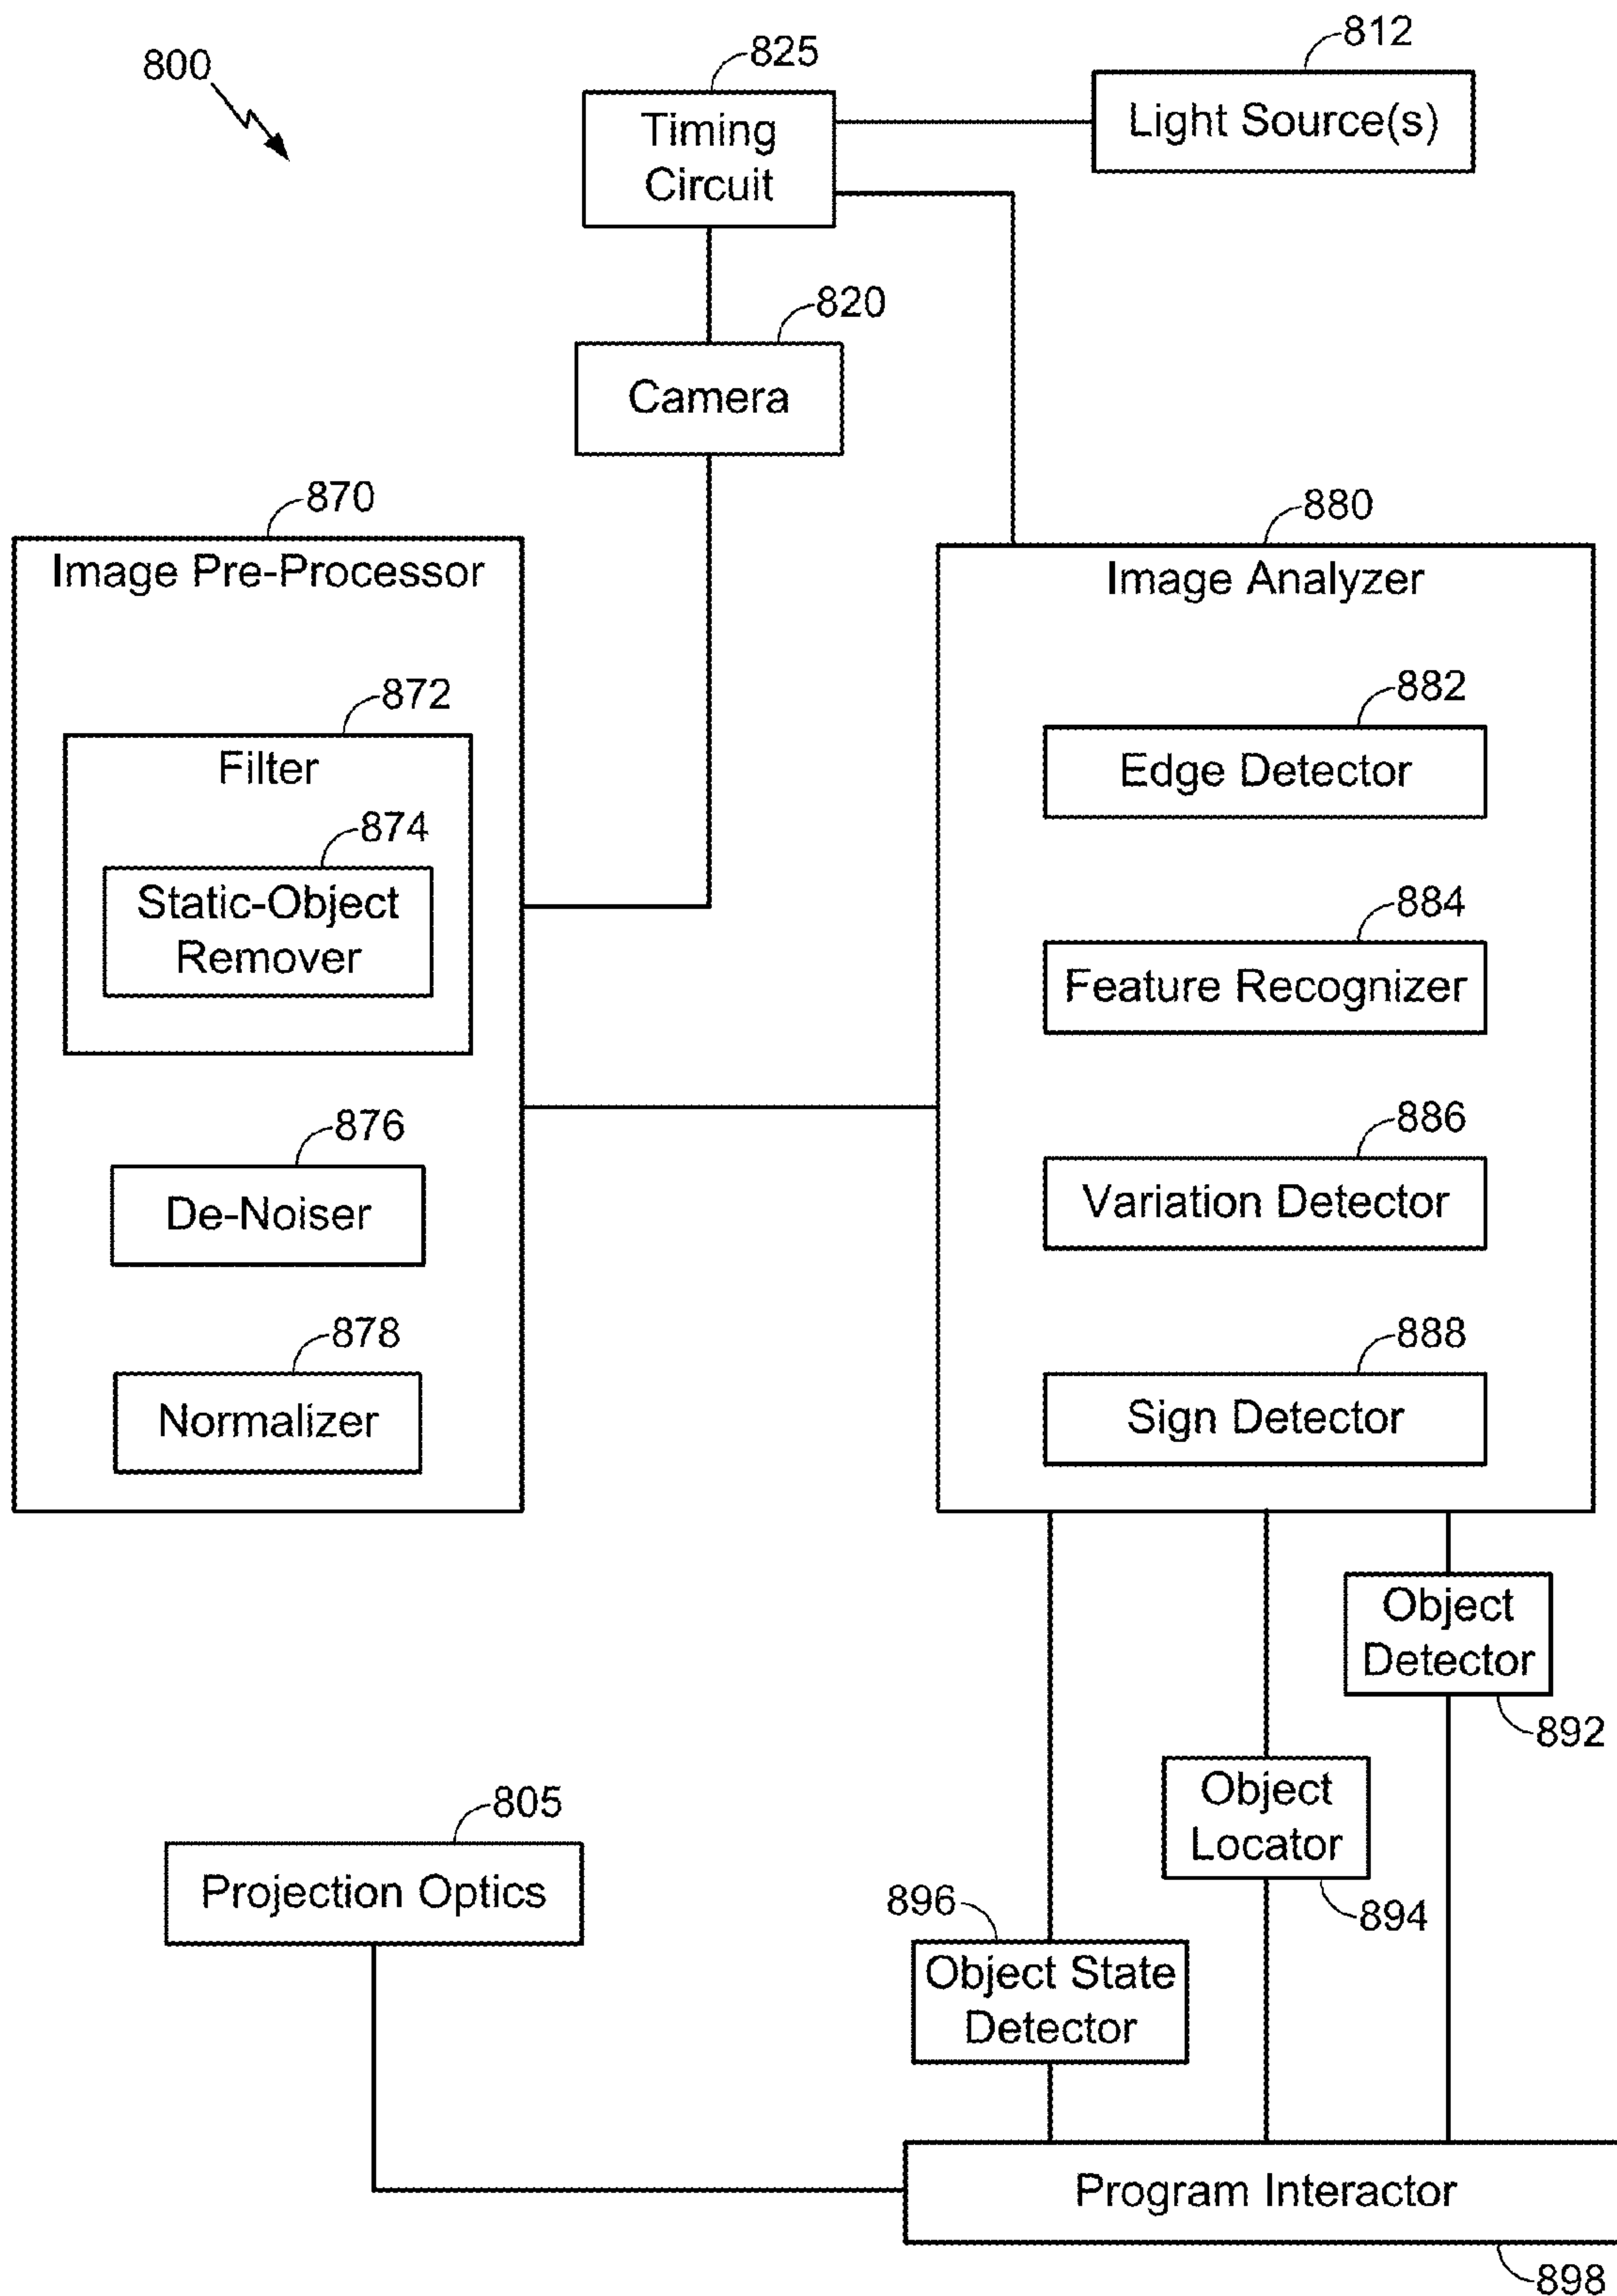 800
825
812
Timing
Circuit
Light Source(s)
820
Camera
870
Image Pre-Processor
872
Filter
874
Static-Object
Remover
876
De-Noiser
878
Normalizer
880
Image Analyzer
882
Edge Detector
884
Feature Recognizer
886
Variation Detector
888
Sign Detector
Object
Detector
892
Object
Locator
894
896
Object State
Detector
805
Projection Optics
Program Interactor
898